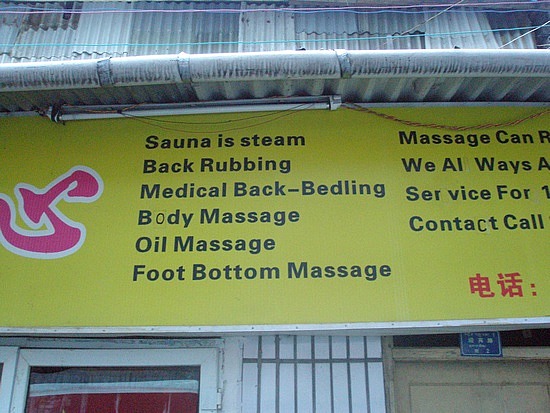 Sauna is steam
Back Rubbing
Medical Back-Bedling
Body Massage
Oil Massage
Foot Bottom Massage
Massage Can R
We Al Ways A
Ser vice For 1
Contact Call
电话: